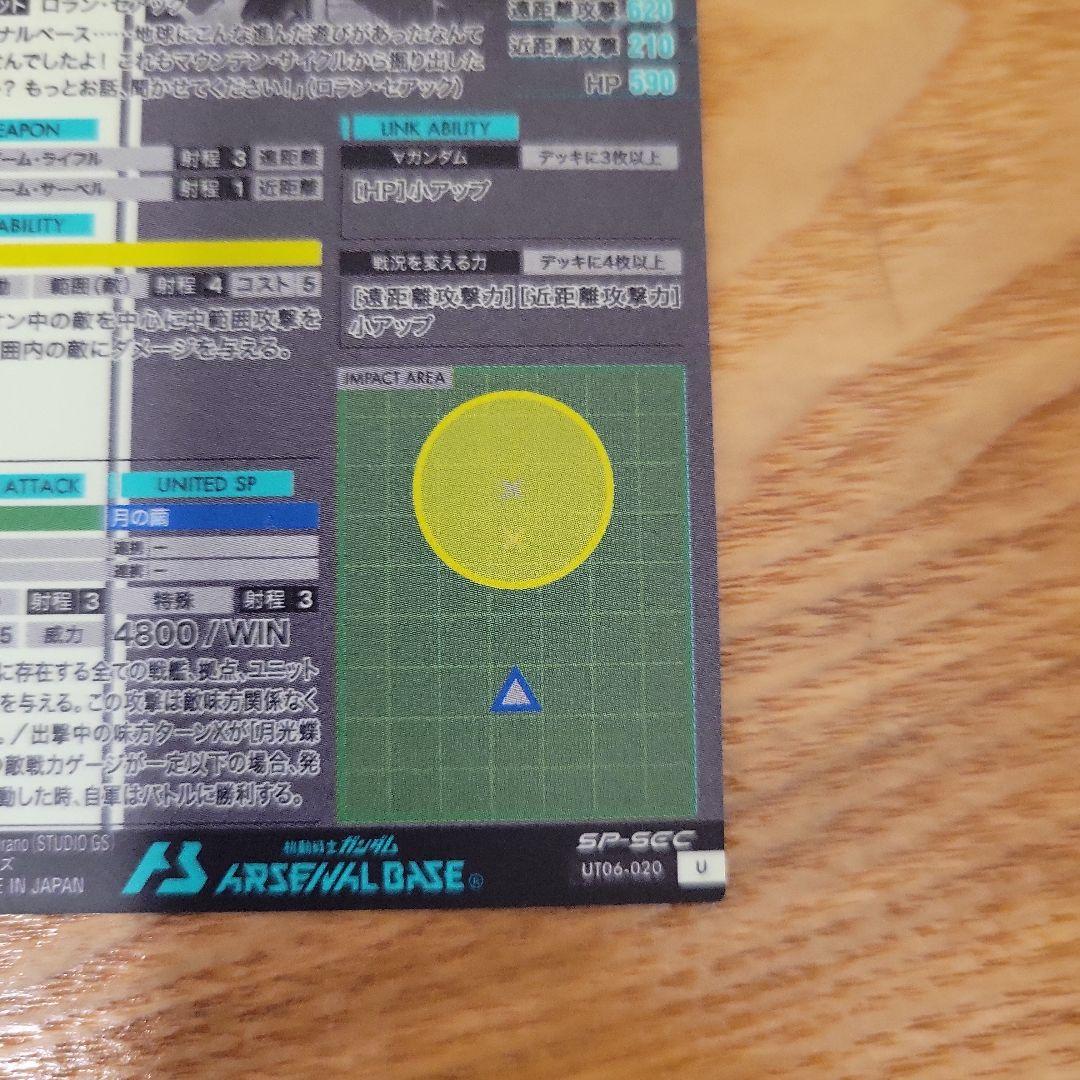 ット ロラン・セアック
ナルベース……地球にこんな進んだ遊びがあったなんて
なんでしたよ！これもマウンテン・サイクルから掘り出した
？ もっとお話、聞かせてください！」（ロラン・セアック）
遠距離攻撃 620
近距離攻撃 210
HP 590
EAPON
ーム・ライフル 射程 3 遠距離
ーム・サーベル 射程 1 近距離
ABILITY
範囲（敵） 射程 4 コスト 5
オン中の敵を中心に中範囲攻撃を
囲内の敵にダメージを与える。
LINK ABILITY
∀ガンダム デッキに3枚以上
[HP]小アップ
戦況を変える力 デッキに4枚以上
[遠距離攻撃力][近距離攻撃力]
小アップ
IMPACT AREA
ATTACK
UNITED SP
月の繭
連携 ー
連携 ー
射程 3 特殊 射程 3
5 威力 4800/WIN
に存在する全ての戦艦、拠点、ユニット
を与える。この攻撃は敵味方関係なく
。／出撃中の味方ターンXが[月光蝶
の敵戦力ゲージが一定以下の場合、発
動した時、自軍はバトルに勝利する。
rano (STUDIO GS)
ズ
E IN JAPAN
機動戦士ガンダム
ARSENAL BASE®
SP-SEC
UT06-020 U